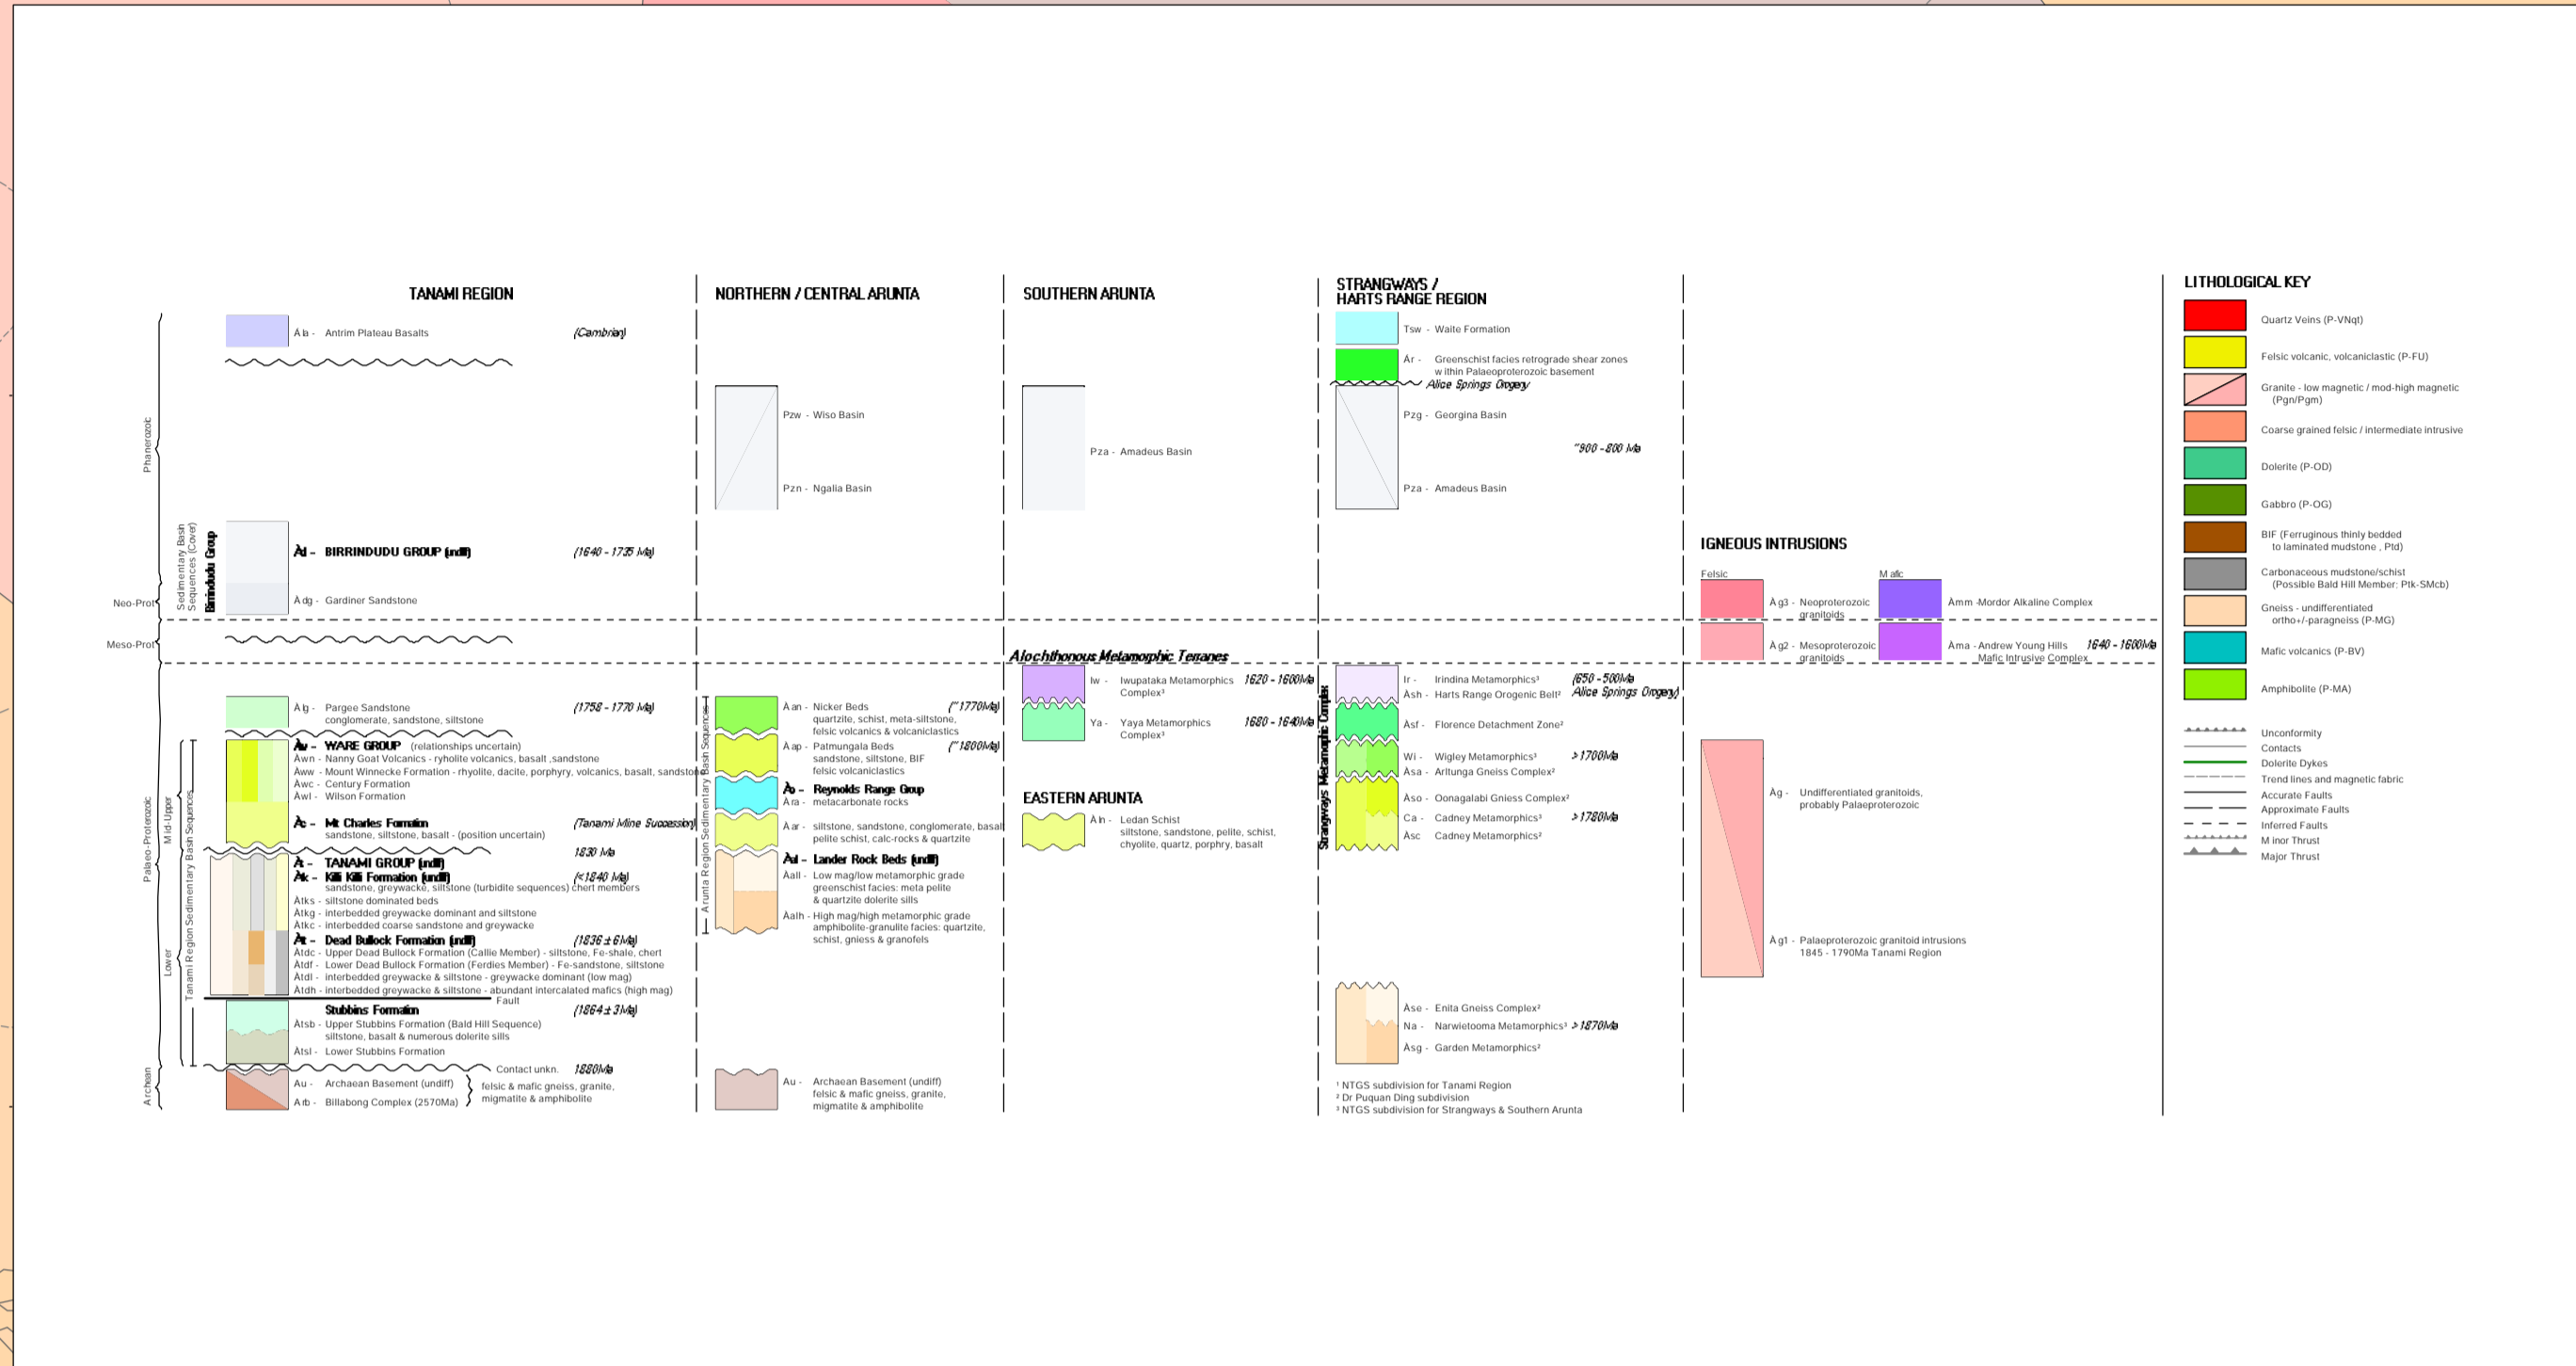 TANAMI REGION
Phanerozoic
Neo-Prot
Meso-Prot
Palaeo-Proterozoic
Mid-Upper
Lower
Archean
Sedimentary Basin
Sequences (Cover)
Birrindudu Group
Tanami Region Sedimentary Basin Sequences
Àla - Antrim Plateau Basalts (Cambrian)
Àd - BIRRINDUDU GROUP (undiff) (1640 - 1735 Ma)
Àdg - Gardiner Sandstone
Àlg - Pargee Sandstone (1758 - 1770 Ma)
conglomerate, sandstone, siltstone
Àw - WARE GROUP (relationships uncertain)
Àwn - Nanny Goat Volcanics - ryholite volcanics, basalt ,sandstone
Àww - Mount Winnecke Formation - rhyolite, dacite, porphyry, volcanics, basalt, sandstone
Àwc - Century Formation
Àwl - Wilson Formation
Àc - Mt Charles Formation (Tanami Mine Succession)
sandstone, siltstone, basalt - (position uncertain)
1830 Ma
Àt - TANAMI GROUP (undiff)
Àk - Killi Killi Formation (undiff) (<1840 Ma)
sandstone, greywacke, siltstone (turbidite sequences) chert members
Àtks - siltstone dominated beds
Àtkg - interbedded greywacke dominant and siltstone
Àtkc - interbedded coarse sandstone and greywacke
Àt - Dead Bullock Formation (undiff) (1836 ± 6Ma)
Àtdc - Upper Dead Bullock Formation (Callie Member) - siltstone, Fe-shale, chert
Àtdf - Lower Dead Bullock Formation (Ferdies Member) - Fe-sandstone, siltstone
Àtdl - interbedded greywacke & siltstone - greywacke dominant (low mag)
Àtdh - interbedded greywacke & siltstone - abundant intercalated mafics (high mag)
Fault
Stubbins Formation (1864 ± 3Ma)
Àtsb - Upper Stubbins Formation (Bald Hill Sequence)
siltstone, basalt & numerous dolerite sills
Àtsl - Lower Stubbins Formation
Contact unkn. 1880Ma
Au - Archaean Basement (undiff)
Arb - Billabong Complex (2570Ma)
felsic & mafic gneiss, granite,
migmatite & amphibolite
NORTHERN / CENTRAL ARUNTA
Pzw - Wiso Basin
Pzn - Ngalia Basin
Arunta Region Sedimentary Basin Sequences
Àan - Nicker Beds (~1770Ma)
quartzite, schist, meta-siltstone,
felsic volcanics & volcaniclastics
Àap - Patmungala Beds (~1800Ma)
sandstone, siltstone, BIF
felsic volcaniclastics
Reynolds Range Group
Àra - metacarbonate rocks
Àar - siltstone, sandstone, conglomerate, basalt
pelite schist, calc-rocks & quartzite
Àal - Lander Rock Beds (undiff)
Àall - Low mag/low metamorphic grade
greenschist facies: meta pelite
& quartzite dolerite sills
Àalh - High mag/high metamorphic grade
amphibolite-granulite facies: quartzite,
schist, gniess & granofels
Au - Archaean Basement (undiff)
felsic & mafic gneiss, granite,
migmatite & amphibolite
SOUTHERN ARUNTA
Pza - Amadeus Basin
Alochthonous Metamorphic Terranes
Iw - Iwupataka Metamorphics 1620 - 1600Ma
Complex³
Ya - Yaya Metamorphics 1680 - 1640Ma
Complex³
EASTERN ARUNTA
Àln - Ledan Schist
siltstone, sandstone, pelite, schist,
chyolite, quartz, porphry, basalt
STRANGWAYS /
HARTS RANGE REGION
Tsw - Waite Formation
Àr - Greenschist facies retrograde shear zones
within Palaeoproterozoic basement
Alice Springs Orogeny
Pzg - Georgina Basin
~900 - 800 Ma
Pza - Amadeus Basin
Strangways Metamorphic Complex
Ir - Irindina Metamorphics³ (650 - 500Ma
Àsh - Harts Range Orogenic Belt² Alice Springs Orogeny)
Àsf - Florence Detachment Zone²
Wi - Wigley Metamorphics³ >1700Ma
Àsa - Arltunga Gneiss Complex²
Àso - Oonagalabi Gniess Complex²
Ca - Cadney Metamorphics³ >1780Ma
Àsc Cadney Metamorphics²
Àse - Enita Gneiss Complex²
Na - Narwietooma Metamorphics³ >1870Ma
Àsg - Garden Metamorphics²
¹ NTGS subdivision for Tanami Region
² Dr Puquan Ding subdivision
³ NTGS subdivision for Strangways & Southern Arunta
IGNEOUS INTRUSIONS
Felsic Mafic
Àg3 - Neoproterozoic
granitoids
Àmm -Mordor Alkaline Complex
Àg2 - Mesoproterozoic
granitoids
Àma - Andrew Young Hills 1640 - 1600Ma
Mafic Intrusive Complex
Àg - Undifferentiated granitoids,
probably Palaeoproterozoic
Àg1 - Palaeproterozoic granitoid intrusions
1845 - 1790Ma Tanami Region
LITHOLOGICAL KEY
Quartz Veins (P-VNqt)
Felsic volcanic, volcaniclastic (P-FU)
Granite - low magnetic / mod-high magnetic
(Pgn/Pgm)
Coarse grained felsic / intermediate intrusive
Dolerite (P-OD)
Gabbro (P-OG)
BIF (Ferruginous thinly bedded
to laminated mudstone , Ptd)
Carbonaceous mudstone/schist
(Possible Bald Hill Member: Ptk-SMcb)
Gneiss - undifferentiated
ortho+/-paragneiss (P-MG)
Mafic volcanics (P-BV)
Amphibolite (P-MA)
Unconformity
Contacts
Dolerite Dykes
Trend lines and magnetic fabric
Accurate Faults
Approximate Faults
Inferred Faults
Minor Thrust
Major Thrust